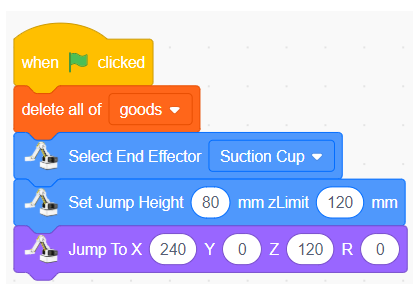 when clicked
delete all of goods
Select End Effector Suction Cup
Set Jump Height 80 mm zLimit 120 mm
Jump To X 240 Y 0 Z 120 R 0